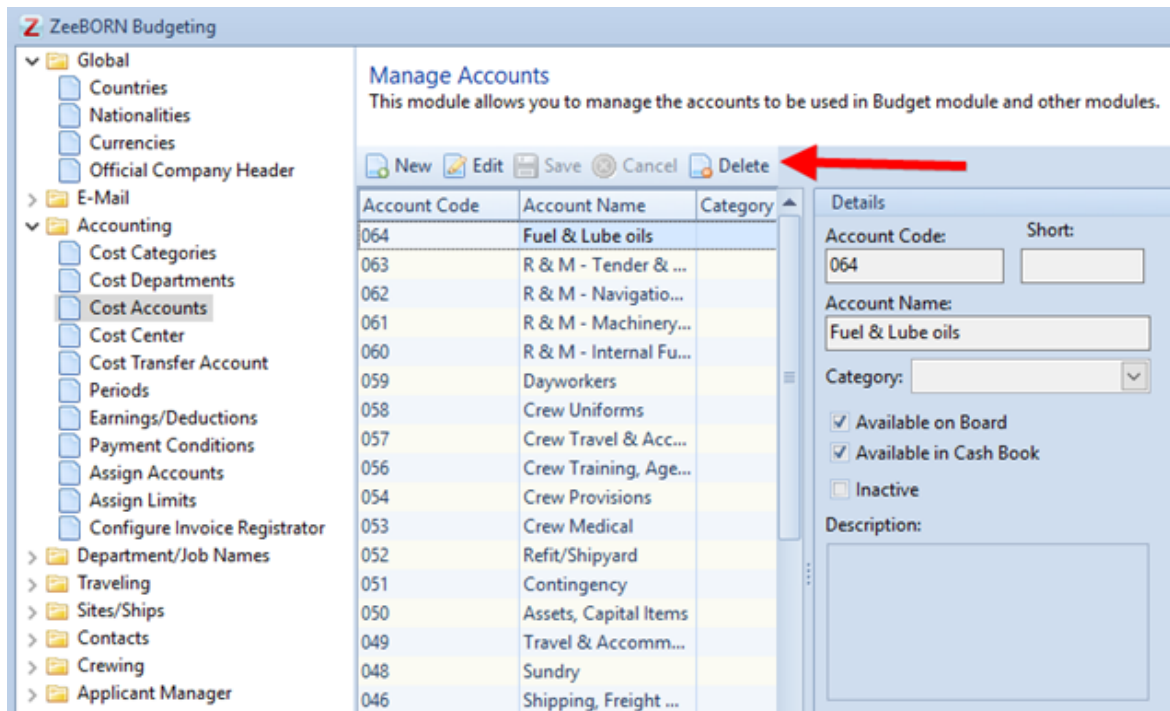 ZeeBORN Budgeting
Global
Countries
Nationalities
Currencies
Official Company Header
E-Mail
Accounting
Cost Categories
Cost Departments
Cost Accounts
Cost Center
Cost Transfer Account
Periods
Earnings/Deductions
Payment Conditions
Assign Accounts
Assign Limits
Configure Invoice Registrator
Department/Job Names
Traveling
Sites/Ships
Contacts
Crewing
Applicant Manager
Manage Accounts
This module allows you to manage the accounts to be used in Budget module and other modules.
New Edit Save Cancel Delete
Account Code Account Name Category
064 Fuel & Lube oils
063 R & M - Tender & ...
062 R & M - Navigatio...
061 R & M - Machinery...
060 R & M - Internal Fu...
059 Dayworkers
058 Crew Uniforms
057 Crew Travel & Acc...
056 Crew Training, Age...
054 Crew Provisions
053 Crew Medical
052 Refit/Shipyard
051 Contingency
050 Assets, Capital Items
049 Travel & Accomm...
048 Sundry
046 Shipping, Freight ...
Details
Account Code: Short:
064
Account Name:
Fuel & Lube oils
Category:
Available on Board
Available in Cash Book
Inactive
Description: